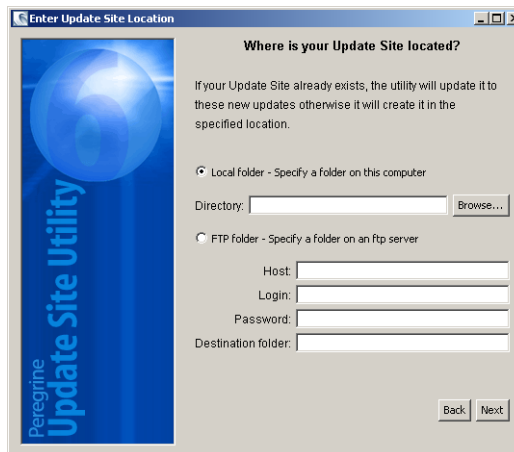 Enter Update Site Location
6
Peregrine
Update Site Utility
Where is your Update Site located?
If your Update Site already exists, the utility will update it to
these new updates otherwise it will create it in the
specified location.
Local folder - Specify a folder on this computer
Directory:
Browse...
FTP folder - Specify a folder on an ftp server
Host:
Login:
Password:
Destination folder:
Back
Next